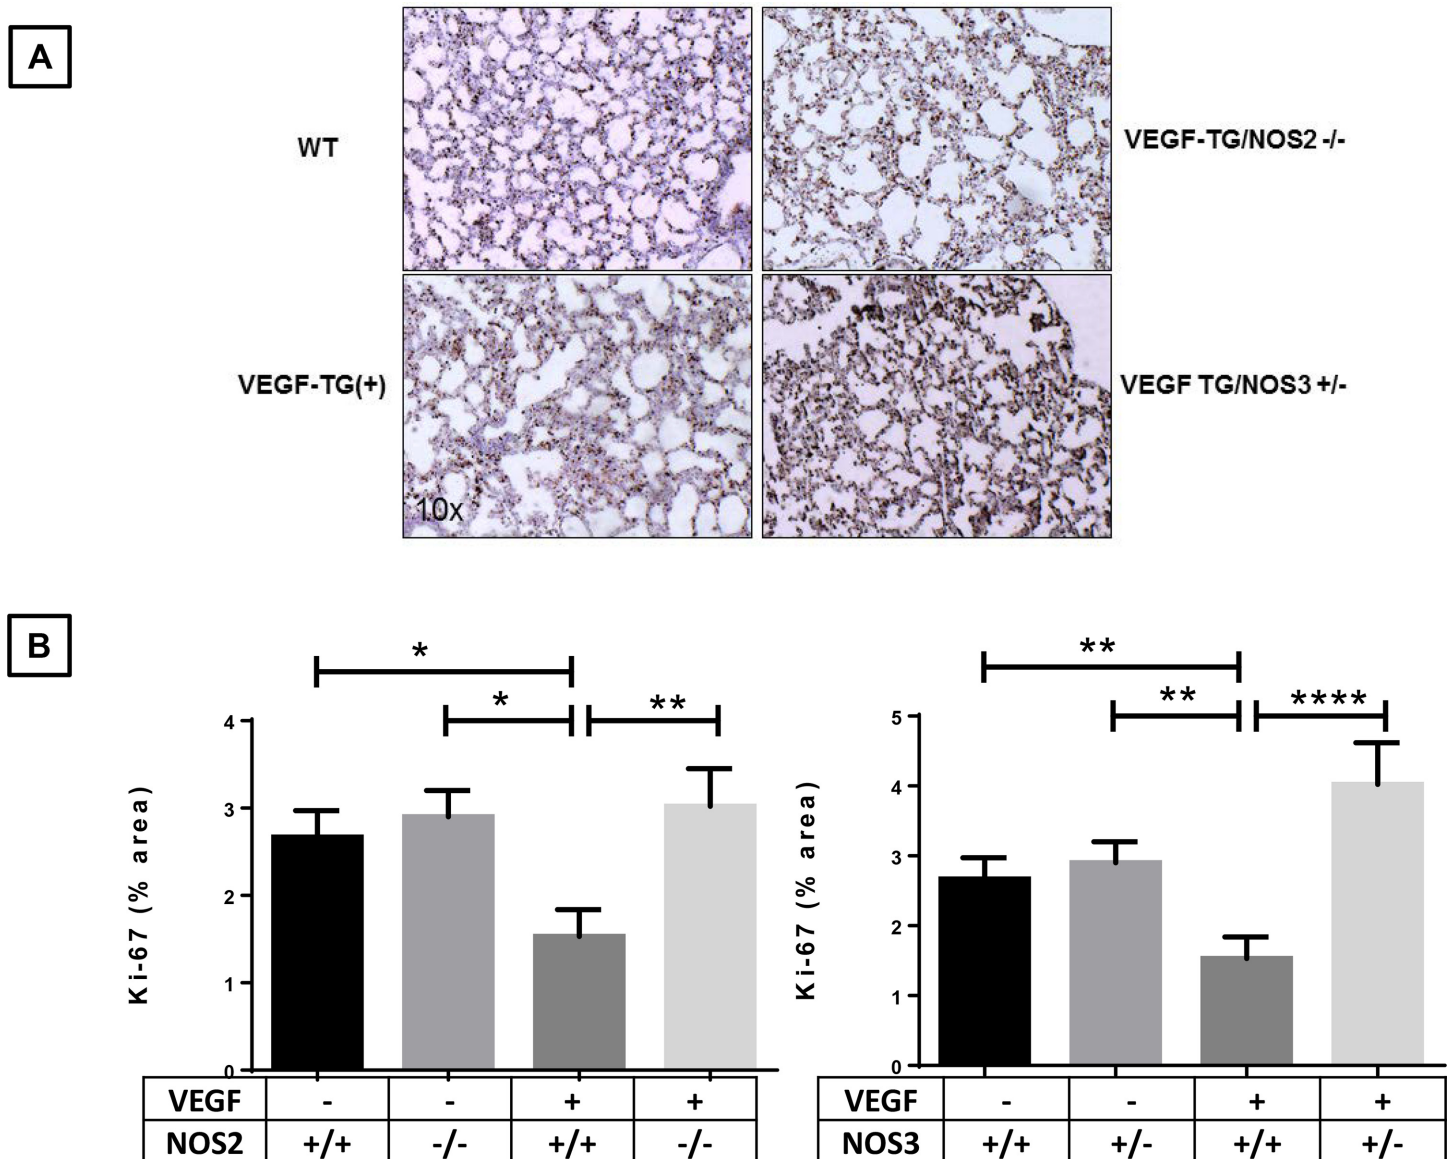 A
WT
VEGF-TG/NOS2 -/-
VEGF-TG(+)
VEGF TG/NOS3 +/-
10x
B
*
*
**
4
3
2
1
0
Ki-67 (% area)
VEGF - - + +
NOS2 +/+ -/- +/+ -/-
**
**
****
5
4
3
2
1
0
Ki-67 (% area)
VEGF - - + +
NOS3 +/+ +/- +/+ +/-